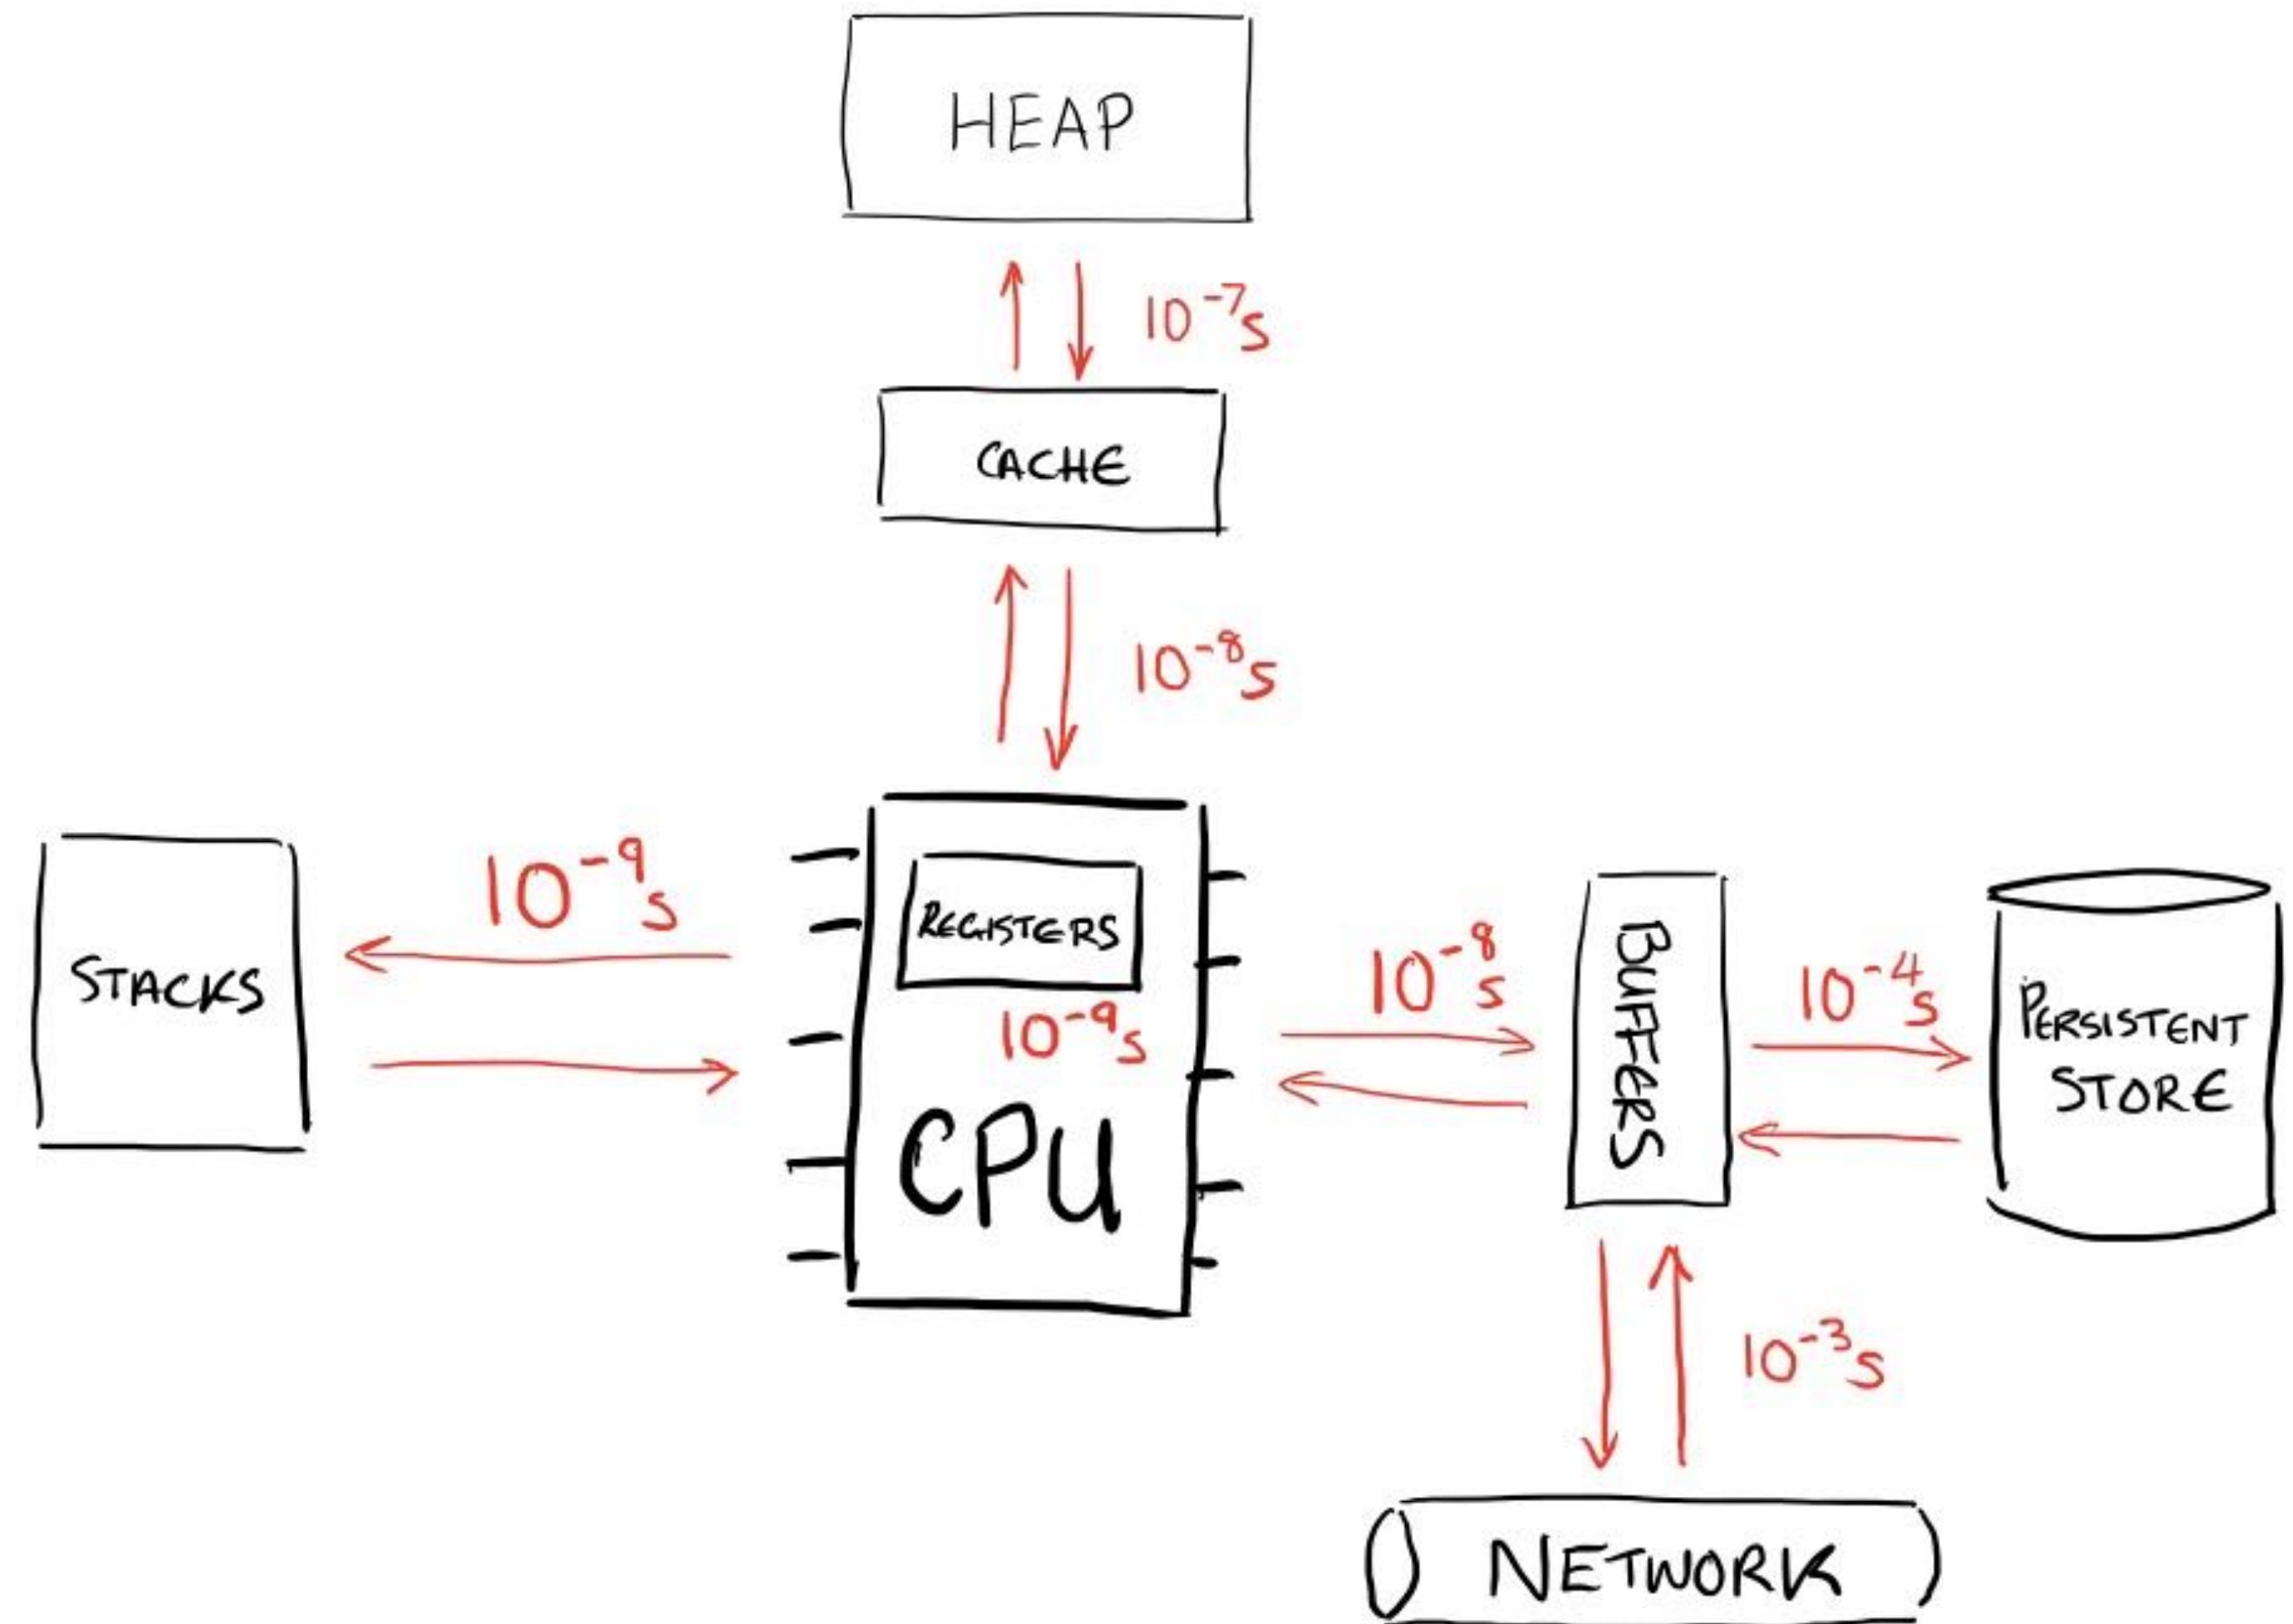 HEAP
10⁻⁷s
CACHE
10⁻⁸s
STACKS
10⁻⁹s
REGISTERS
10⁻⁹s
CPU
10⁻⁸s
BUFFERS
10⁻⁴s
PERSISTENT
STORE
10⁻³s
NETWORK